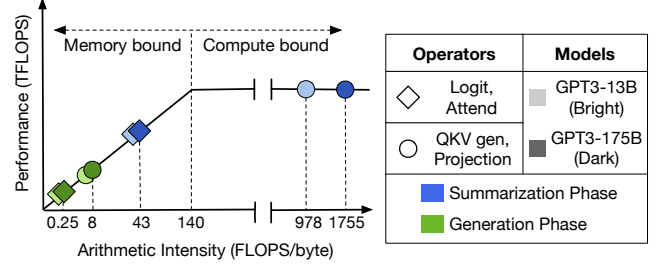 Performance (TFLOPS)
Memory bound
Compute bound
0.25
8
43
140
978
1755
Arithmetic Intensity (FLOPS/byte)
Operators
Models
Logit,
Attend
GPT3-13B
(Bright)
QKV gen,
Projection
GPT3-175B
(Dark)
Summarization Phase
Generation Phase